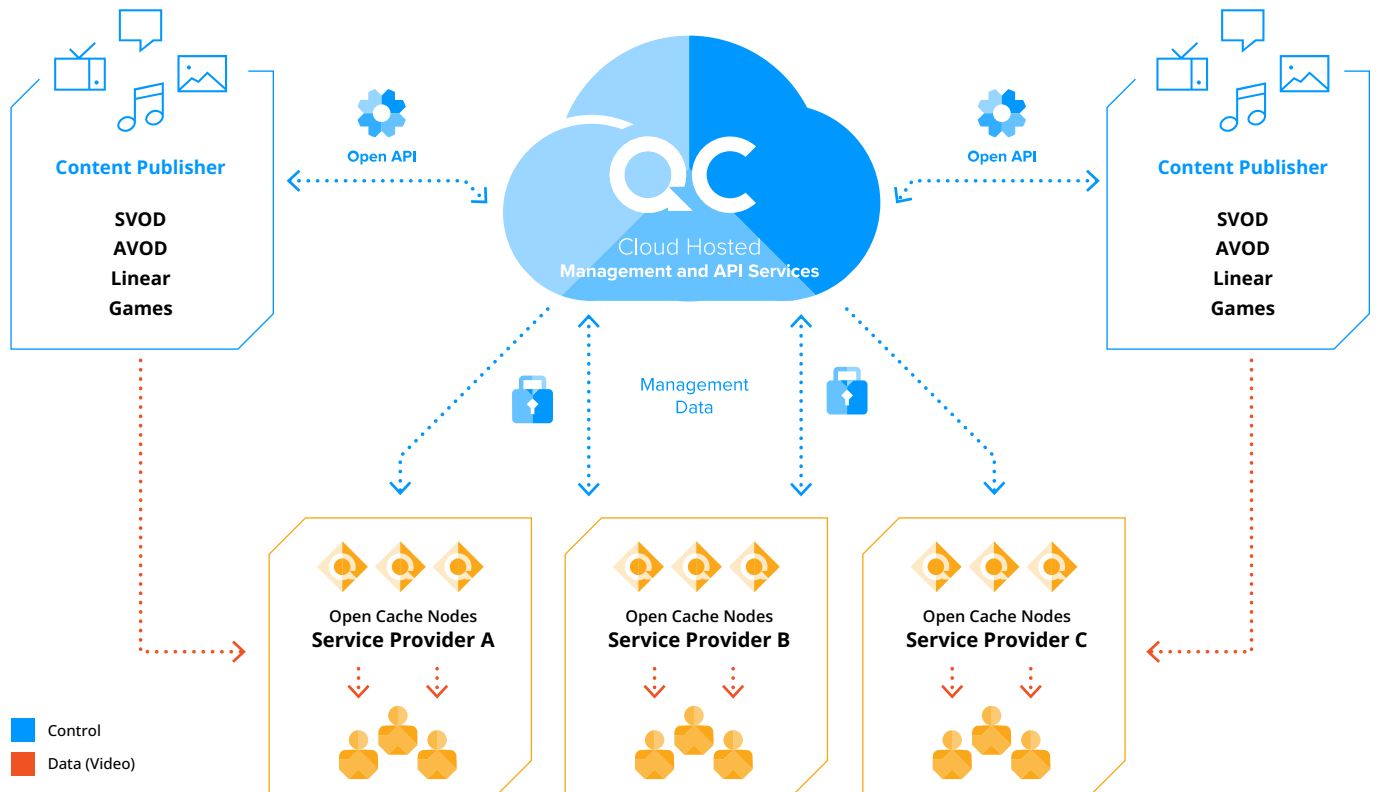 Open API
Open API
Content Publisher
SVOD
AVOD
Linear
Games
QC
Cloud Hosted
Management and API Services
Content Publisher
SVOD
AVOD
Linear
Games
Management
Data
Open Cache Nodes
Service Provider A
Open Cache Nodes
Service Provider B
Open Cache Nodes
Service Provider C
Control
Data (Video)